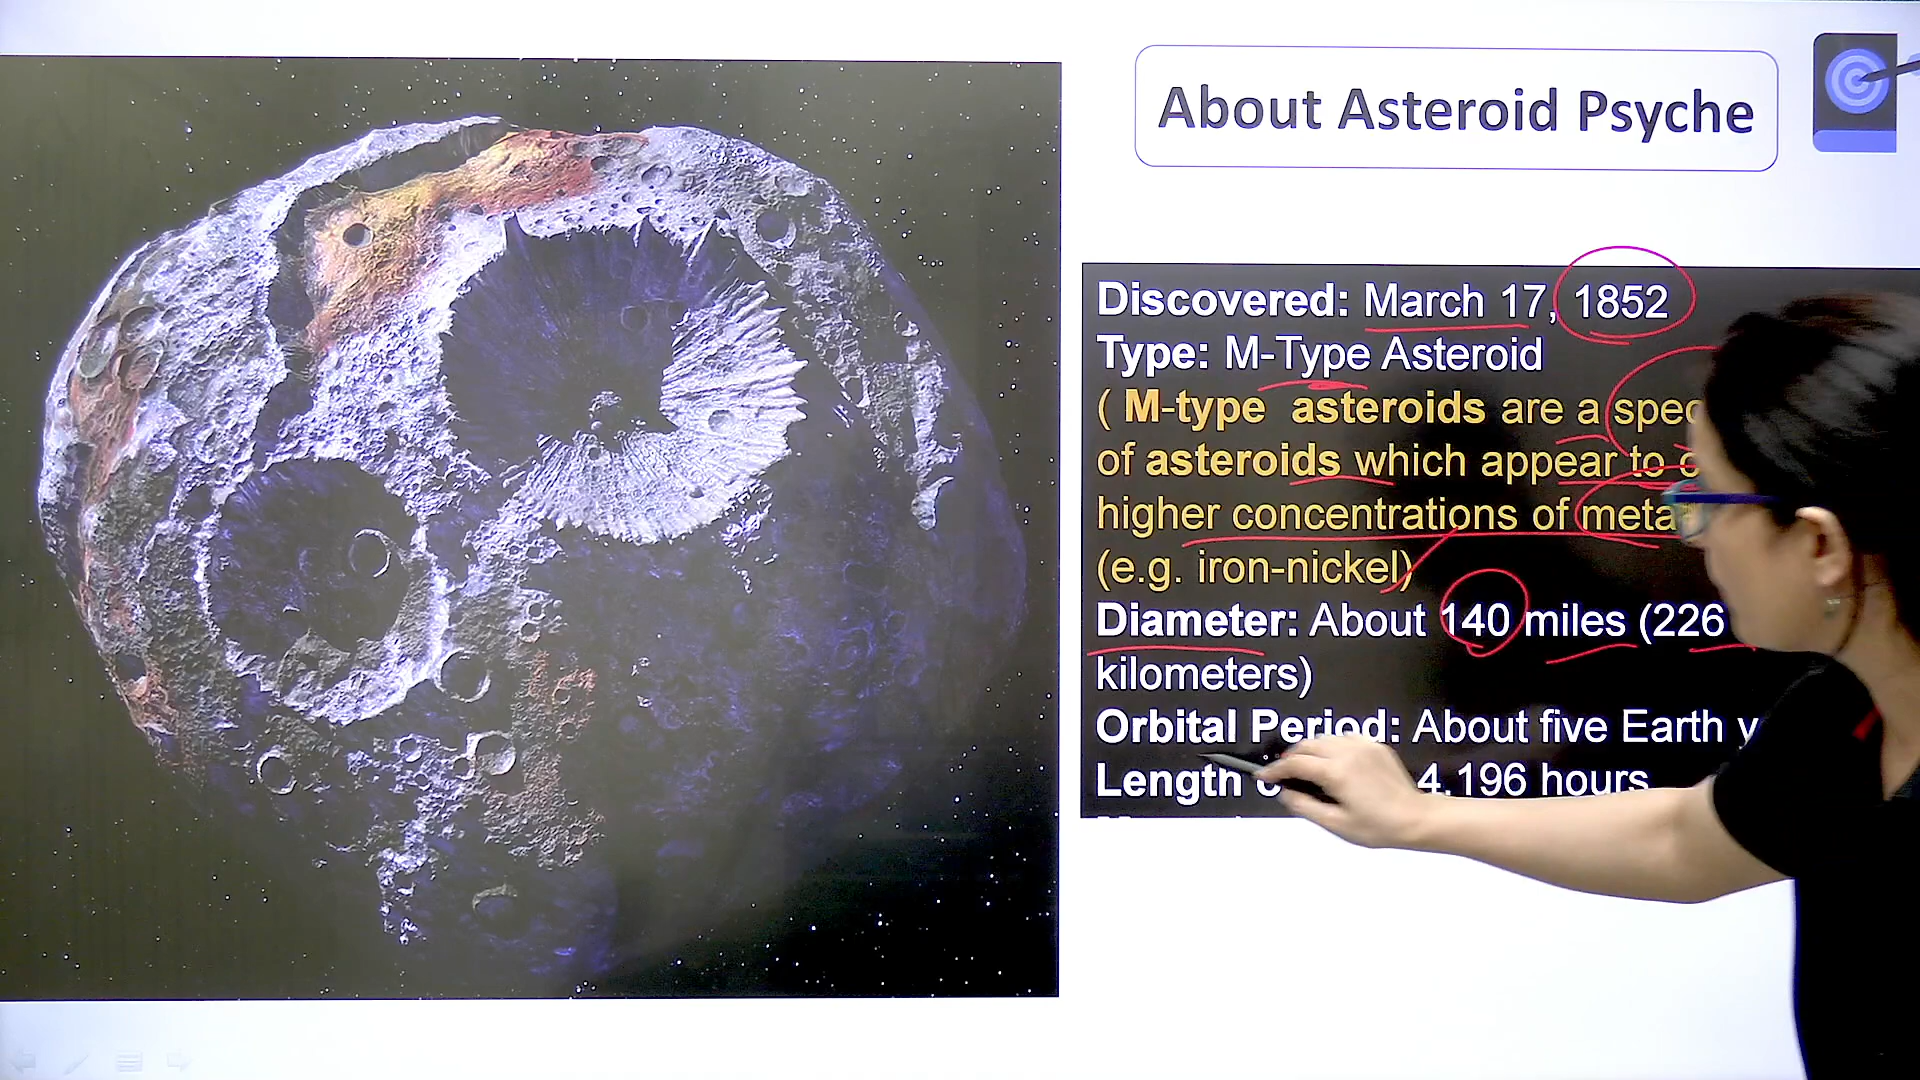 About Asteroid Psyche
Discovered: March 17, 1852
Type: M-Type Asteroid
( M-type asteroids are a
of asteroids which appear to
higher concentrations of
(e.g. iron-nickel)
Diameter: About 140 miles (226
kilometers)
Orbital Period: About five Earth
Length 4.196 hours